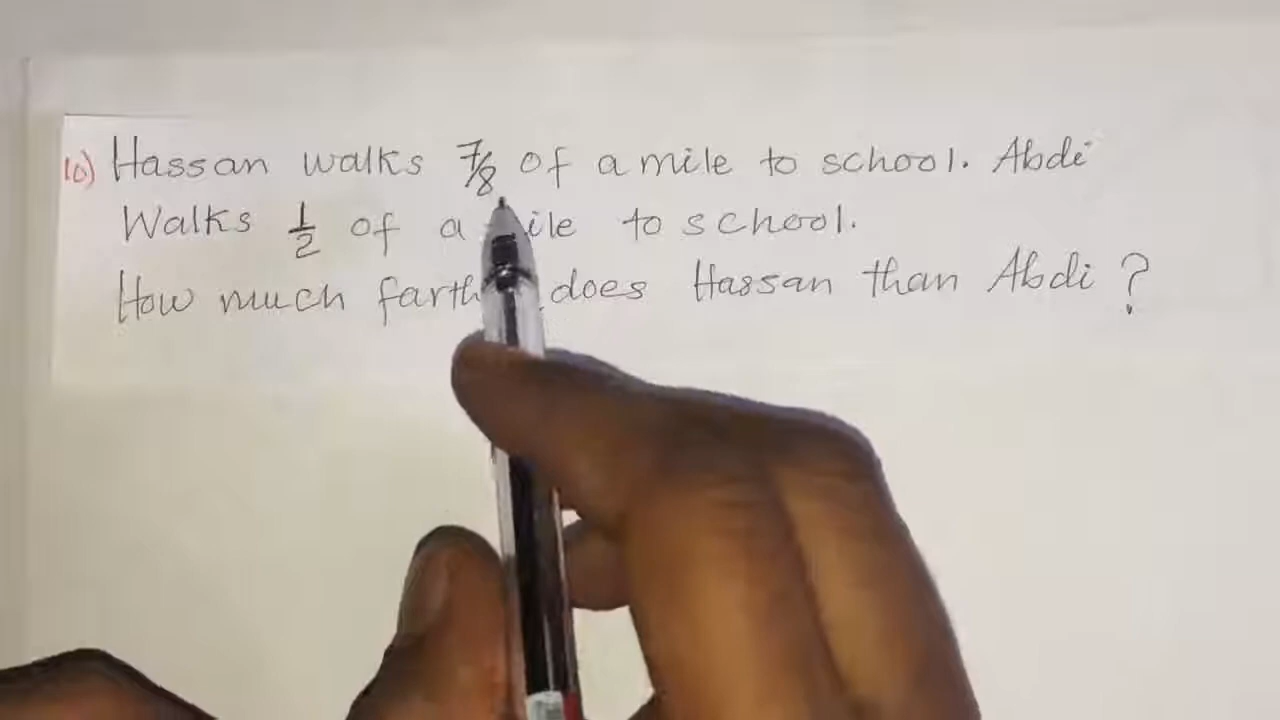 10) Hassan walks 7/8 of a mile to school. Abdi
Walks 1/2 of a to school.
How much does Hassan than Abdi ?